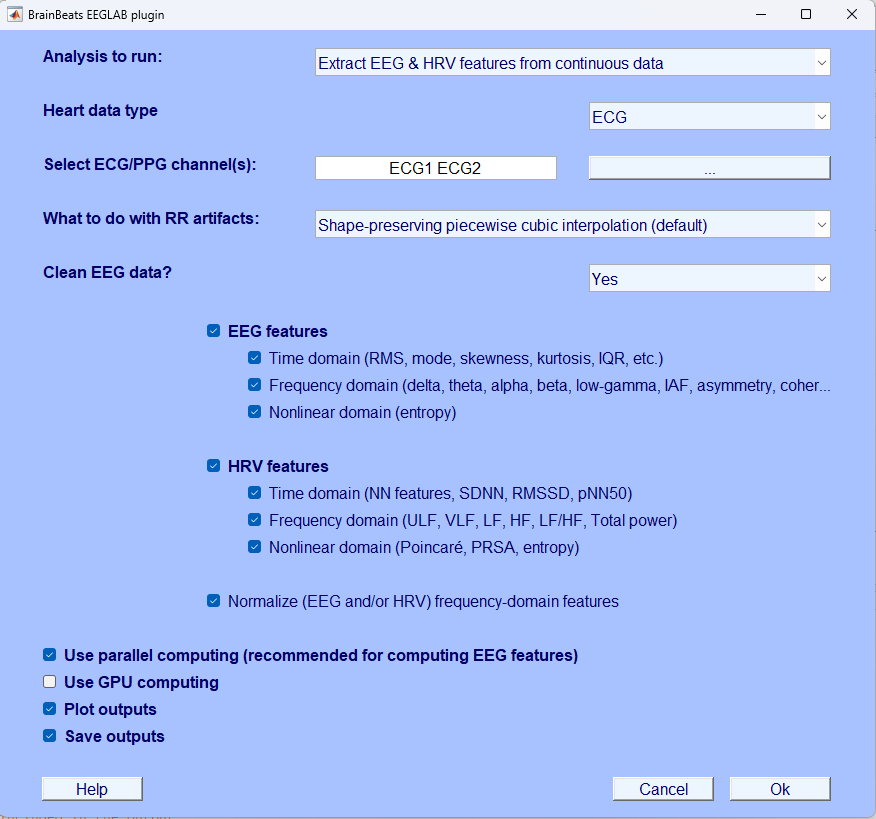 BrainBeats EEGLAB plugin
Analysis to run:
Extract EEG & HRV features from continuous data
Heart data type
ECG
Select ECG/PPG channel(s):
ECG1 ECG2
...
What to do with RR artifacts:
Shape-preserving piecewise cubic interpolation (default)
Clean EEG data?
Yes
EEG features
Time domain (RMS, mode, skewness, kurtosis, IQR, etc.)
Frequency domain (delta, theta, alpha, beta, low-gamma, IAF, asymmetry, coher...
Nonlinear domain (entropy)
HRV features
Time domain (NN features, SDNN, RMSSD, pNN50)
Frequency domain (ULF, VLF, LF, HF, LF/HF, Total power)
Nonlinear domain (Poincaré, PRSA, entropy)
Normalize (EEG and/or HRV) frequency-domain features
Use parallel computing (recommended for computing EEG features)
Use GPU computing
Plot outputs
Save outputs
Help
Cancel
Ok